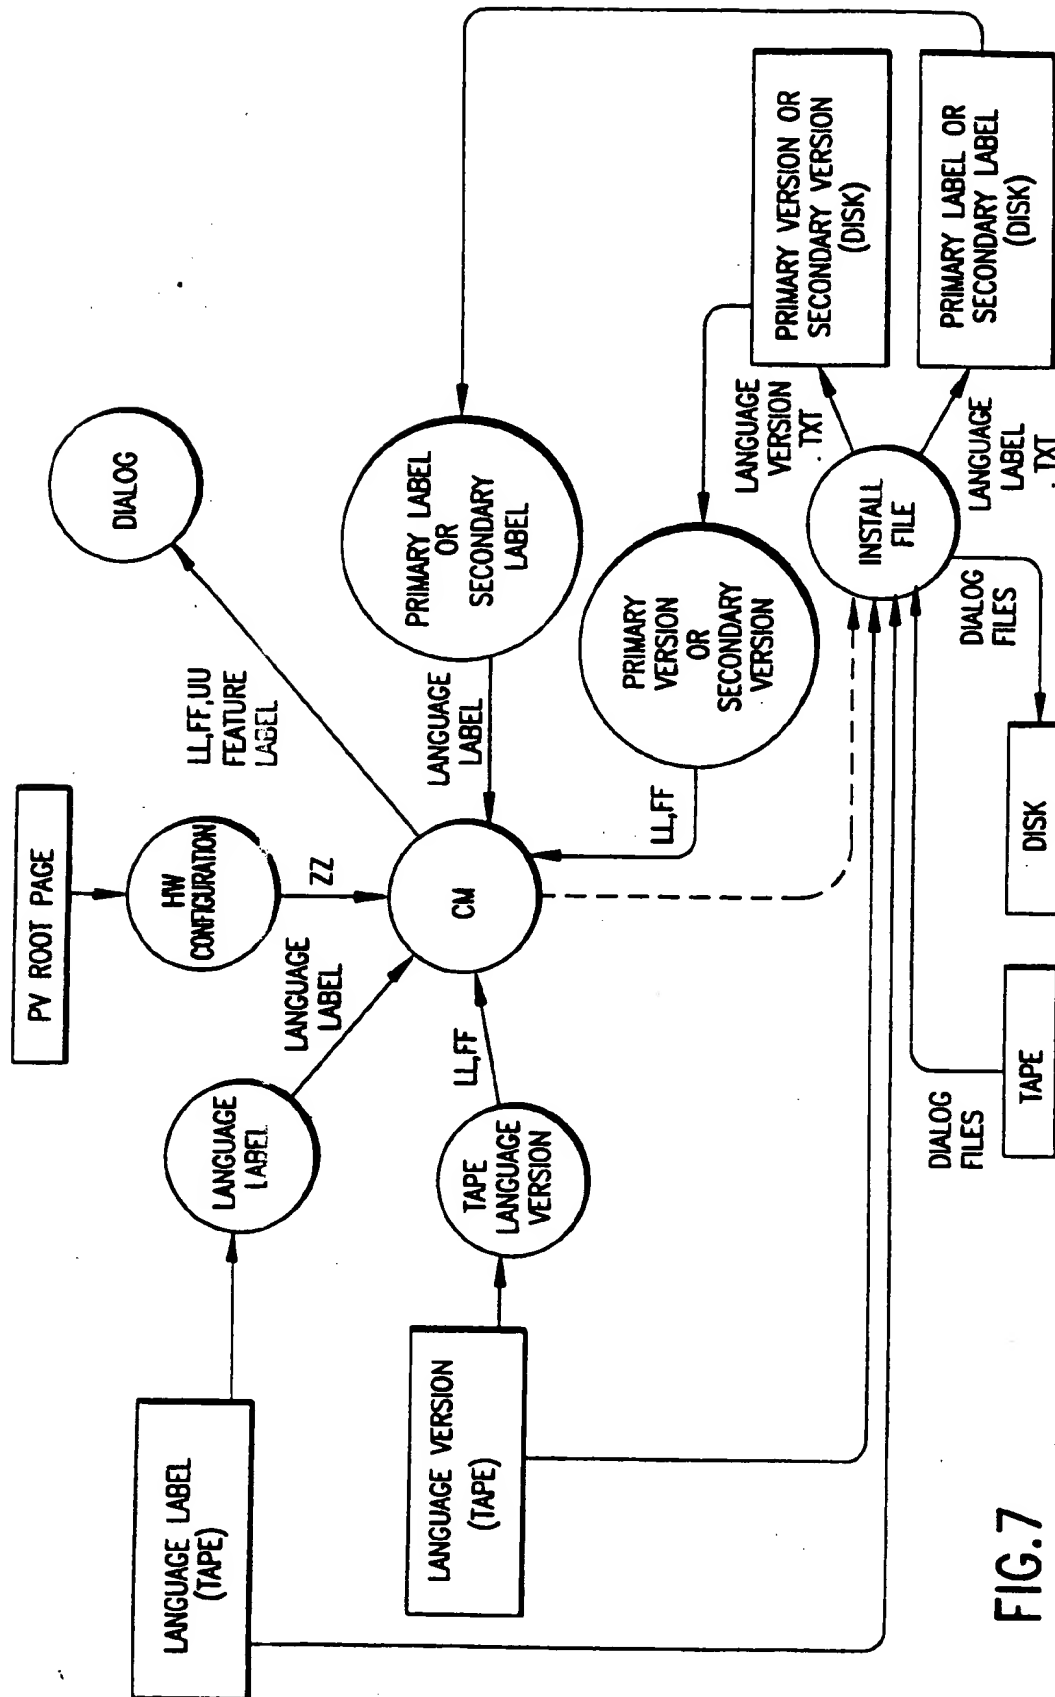 LANGUAGE LABEL
(TAPE)
LANGUAGE
LABEL
LANGUAGE
LABEL
PV ROOT PAGE
HW
CONFIGURATION
ZZ
LL,FF,UU
FEATURE
LABEL
DIALOG
LANGUAGE VERSION
(TAPE)
TAPE
LANGUAGE
VERSION
LL,FF
CM
LANGUAGE
LABEL
PRIMARY LABEL
OR
SECONDARY
LABEL
LL,FF
PRIMARY
VERSION
OR
SECONDARY
VERSION
LANGUAGE
VERSION
.TXT
PRIMARY VERSION OR
SECONDARY VERSION
(DISK)
INSTALL
FILE
LANGUAGE
LABEL
.TXT
PRIMARY LABEL OR
SECONDARY LABEL
(DISK)
DIALOG
FILES
TAPE
DISK
DIALOG
FILES
FIG.7